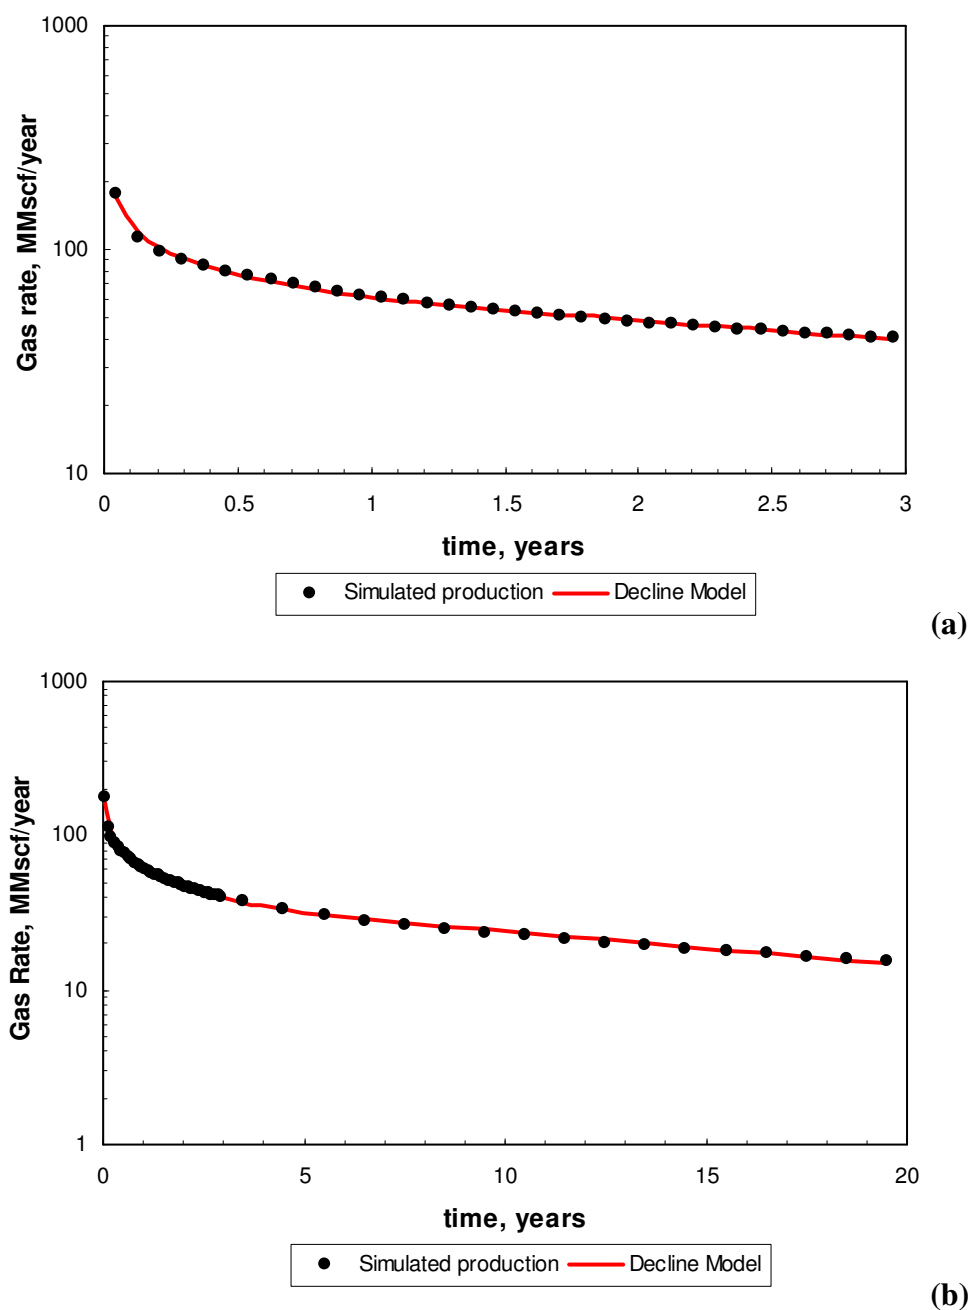 1000
100
10
Gas rate, MMscf/year
0 0.5 1 1.5 2 2.5 3
time, years
Simulated production Decline Model
(a)
1000
100
10
1
Gas Rate, MMscf/year
0 5 10 15 20
time, years
Simulated production Decline Model
(b)